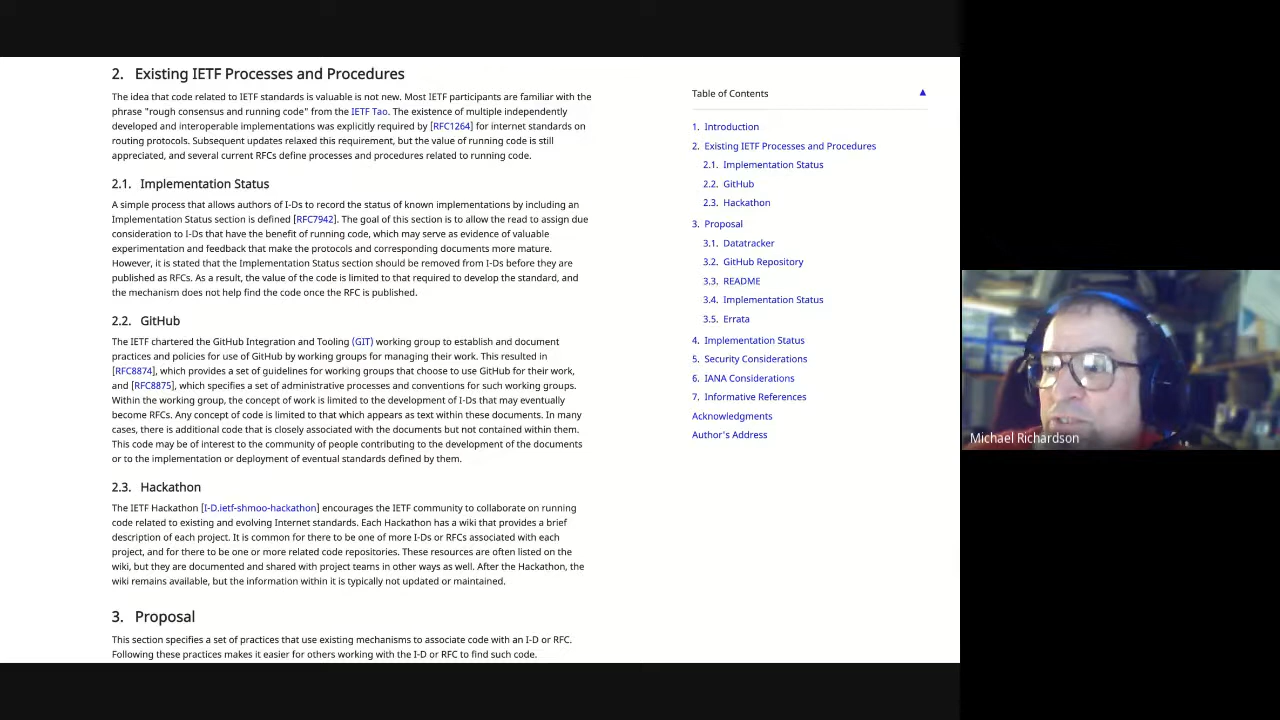 2. Existing IETF Processes and Procedures
The idea that code related to IETF standards is valuable is not new. Most IETF participants are familiar with the
phrase "rough consensus and running code" from the IETF Tao. The existence of multiple independently
developed and interoperable implementations was explicitly required by [RFC1264] for internet standards on
routing protocols. Subsequent updates relaxed this requirement, but the value of running code is still
appreciated, and several current RFCs define processes and procedures related to running code.
2.1. Implementation Status
A simple process that allows authors of I-Ds to record the status of known implementations by including an
Implementation Status section is defined [RFC7942]. The goal of this section is to allow the read to assign due
consideration to I-Ds that have the benefit of running code, which may serve as evidence of valuable
experimentation and feedback that make the protocols and corresponding documents more mature.
However, it is stated that the Implementation Status section should be removed from I-Ds before they are
published as RFCs. As a result, the value of the code is limited to that required to develop the standard, and
the mechanism does not help find the code once the RFC is published.
2.2. GitHub
The IETF chartered the GitHub Integration and Tooling (GIT) working group to establish and document
practices and policies for use of GitHub by working groups for managing their work. This resulted in
[RFC8874], which provides a set of guidelines for working groups that choose to use GitHub for their work,
and [RFC8875], which specifies a set of administrative processes and conventions for such working groups.
Within the working group, the concept of work is limited to the development of I-Ds that may eventually
become RFCs. Any concept of code is limited to that which appears as text within these documents. In many
cases, there is additional code that is closely associated with the documents but not contained within them.
This code may be of interest to the community of people contributing to the development of the documents
or to the implementation or deployment of eventual standards defined by them.
2.3. Hackathon
The IETF Hackathon [I-D.ietf-shmoo-hackathon] encourages the IETF community to collaborate on running
code related to existing and evolving Internet standards. Each Hackathon has a wiki that provides a brief
description of each project. It is common for there to be one of more I-Ds or RFCs associated with each
project, and for there to be one or more related code repositories. These resources are often listed on the
wiki, but they are documented and shared with project teams in other ways as well. After the Hackathon, the
wiki remains available, but the information within it is typically not updated or maintained.
3. Proposal
This section specifies a set of practices that use existing mechanisms to associate code with an I-D or RFC.
Following these practices makes it easier for others working with the I-D or RFC to find such code.
Table of Contents
▲
1. Introduction
2. Existing IETF Processes and Procedures
2.1. Implementation Status
2.2. GitHub
2.3. Hackathon
3. Proposal
3.1. Datatracker
3.2. GitHub Repository
3.3. README
3.4. Implementation Status
3.5. Errata
4. Implementation Status
5. Security Considerations
6. IANA Considerations
7. Informative References
Acknowledgments
Author's Address
Michael Richardson